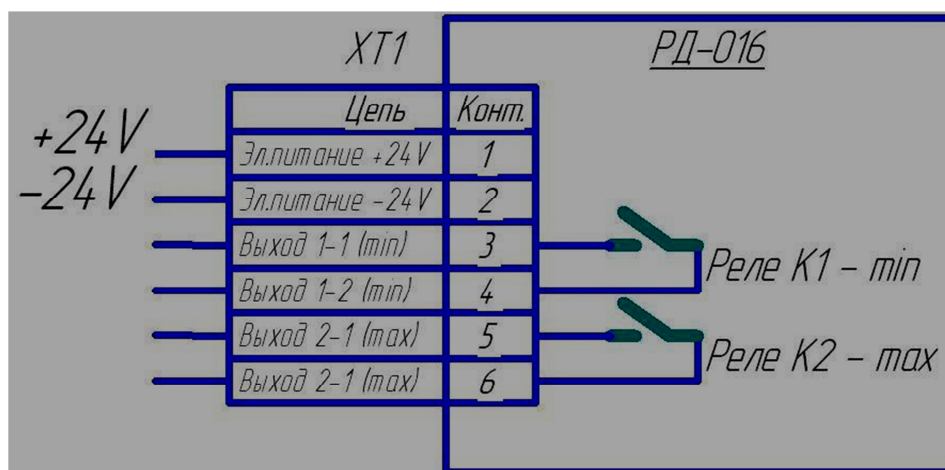 XT1
РД-016
Цепь Конт.
+24V
Эл.питание +24V 1
-24V
Эл.питание -24V 2
Выход 1-1 (min) 3
Реле К1 - min
Выход 1-2 (min) 4
Выход 2-1 (max) 5
Реле К2 - max
Выход 2-1 (max) 6